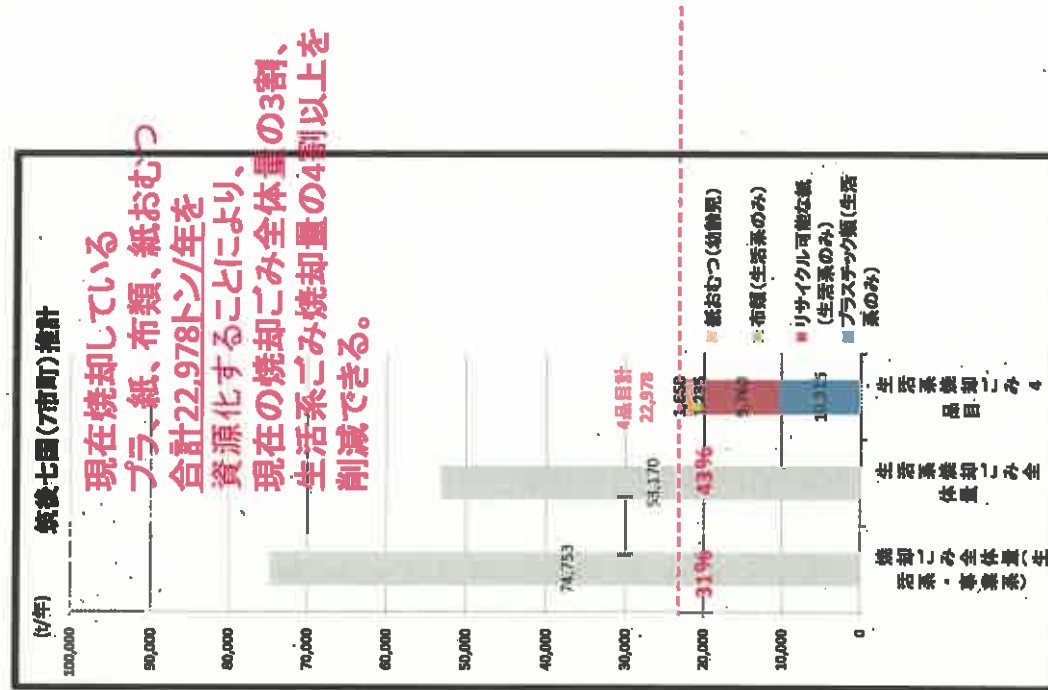 筑後七国(7市町)推計
(t/年)
現在焼却している
プラ、紙、布類、紙おむつ
合計22,978トン/年を
資源化することにより、
現在の焼却ごみ全体量の3割、
生活系ごみ焼却量の4割以上を
削減できる。
100,000
90,000
80,000
70,000
60,000
50,000
40,000
30,000
20,000
10,000
0
74,753
31%
53,170
43%
4品目計
22,978
紙おむつ(幼齢児)
布類(生活系のみ)
リサイクル可能な紙
(生活系のみ)
プラスチック類(生活
系のみ)
焼却ごみ全体量(生
活系・事業系)
生活系焼却ごみ全
体量
生活系焼却ごみ4
品目